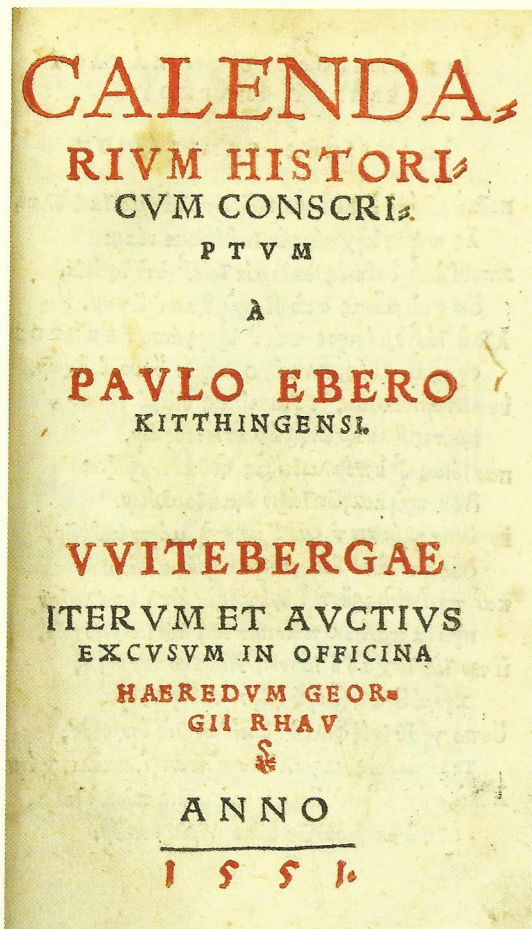 CALENDA⸗
RIVM HISTORI⸗
CVM CONSCRI⸗
PTVM
À
PAVLO EBERO
KITTHINGENSI.
VVITEBERGAE
ITERVM ET AVCTIVS
EXCVSVM IN OFFICINA
HAEREDVM GEOR⸗
GII RHAV
ANNO
1551.